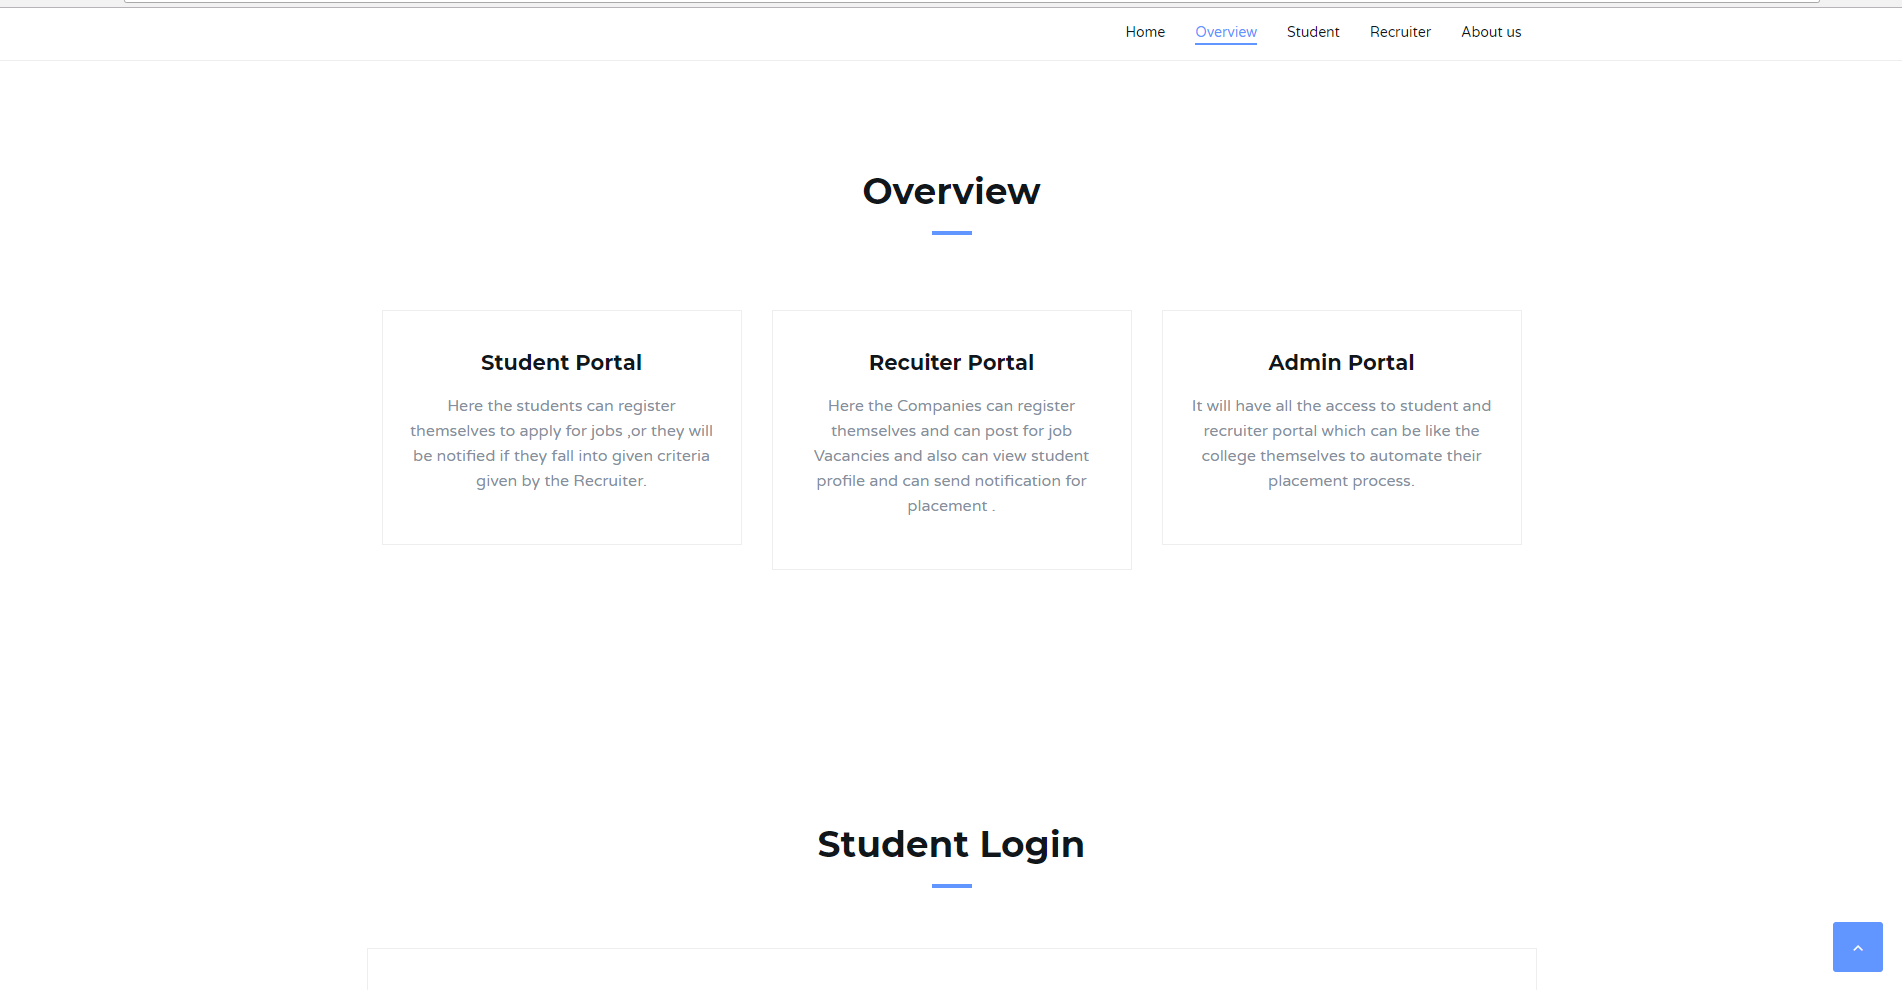 Home Overview Student Recruiter About us
Overview
Student Portal
Here the students can register
themselves to apply for jobs ,or they will
be notified if they fall into given criteria
given by the Recruiter.
Recuiter Portal
Here the Companies can register
themselves and can post for job
Vacancies and also can view student
profile and can send notification for
placement .
Admin Portal
It will have all the access to student and
recruiter portal which can be like the
college themselves to automate their
placement process.
Student Login